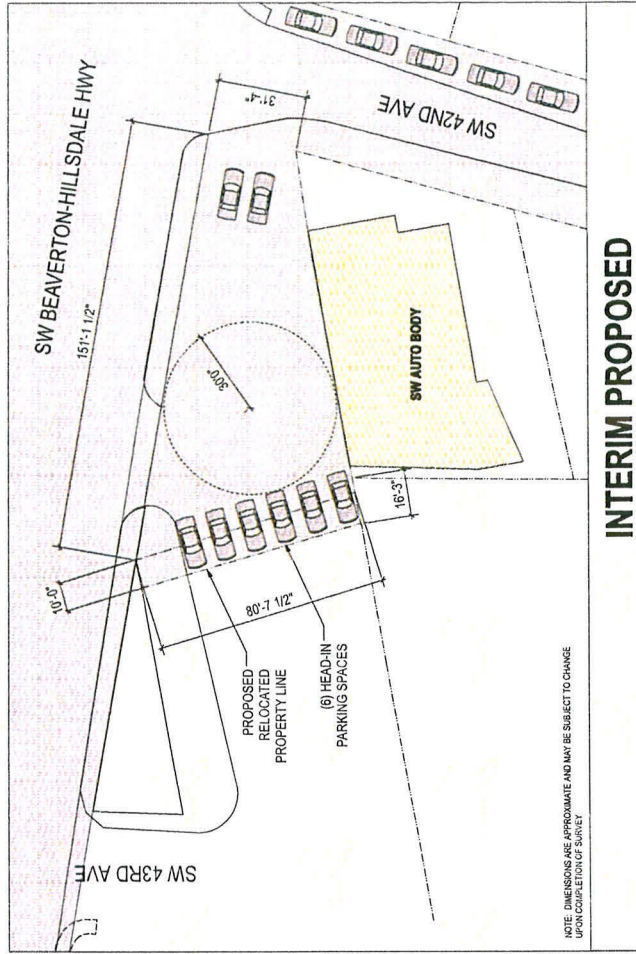 SW BEAVERTON-HILLSDALE HWY
151'-1 1/2"
31'-4"
SW 42ND AVE
30'0"
SW AUTO BODY
10'-0"
16'-3"
80'-7 1/2"
PROPOSED
RELOCATED
PROPERTY LINE
(6) HEAD-IN
PARKING SPACES
SW 43RD AVE
NOTE: DIMENSIONS ARE APPROXIMATE AND MAY BE SUBJECT TO CHANGE
UPON COMPLETION OF SURVEY
INTERIM PROPOSED